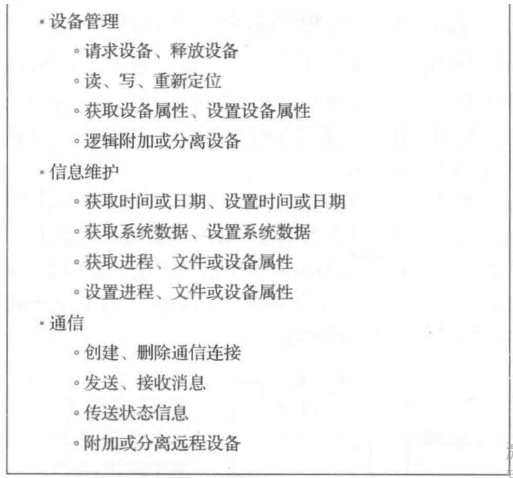 •设备管理
◦请求设备、释放设备
◦读、写、重新定位
◦获取设备属性、设置设备属性
◦逻辑附加或分离设备
•信息维护
◦获取时间或日期、设置时间或日期
◦获取系统数据、设置系统数据
◦获取进程、文件或设备属性
◦设置进程、文件或设备属性
•通信
◦创建、删除通信连接
◦发送、接收消息
◦传送状态信息
◦附加或分离远程设备